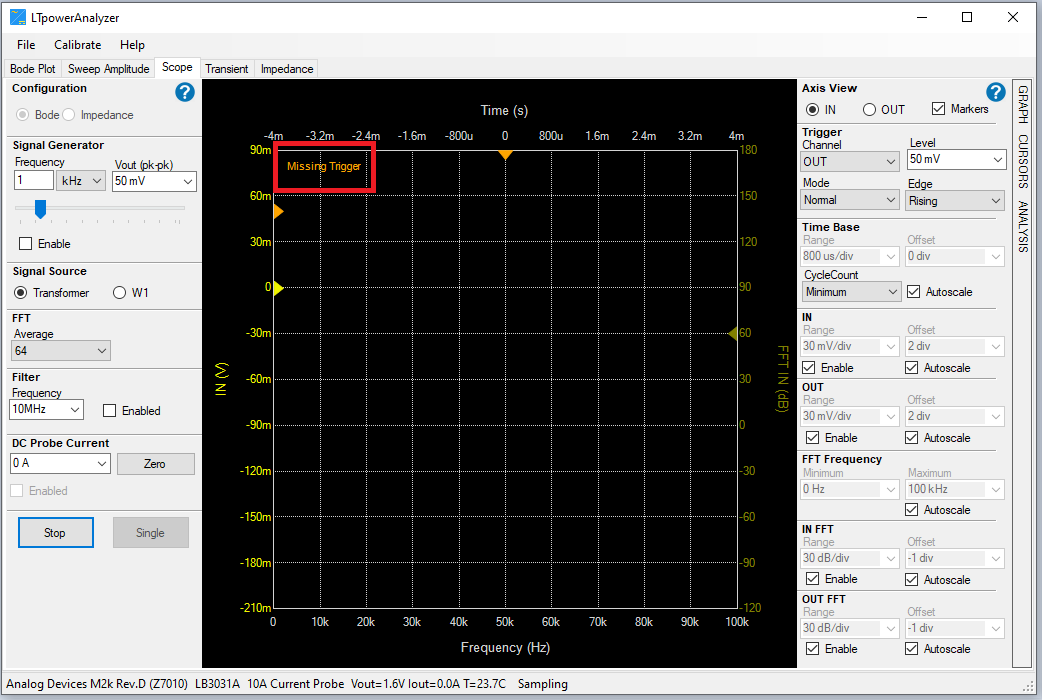 LTpowerAnalyzer
File Calibrate Help
Bode Plot Sweep Amplitude Scope Transient Impedance
Configuration
?
Bode Impedance
Signal Generator
Frequency Vout (pk-pk)
1 kHz 50 mV
Enable
Signal Source
Transformer W1
FFT
Average
64
Filter
Frequency
10MHz Enabled
DC Probe Current
0 A Zero
Enabled
Stop Single
Time (s)
-4m -3.2m -2.4m -1.6m -800u 0 800u 1.6m 2.4m 3.2m 4m
Missing Trigger
90m
60m
30m
0
-30m
-60m
-90m
-120m
-150m
-180m
-210m
IN (V)
180
150
120
90
60
30
0
-30
-60
-90
-120
FFT IN (dB)
0 10k 20k 30k 40k 50k 60k 70k 80k 90k 100k
Frequency (Hz)
Axis View
?
IN OUT Markers
Trigger
Channel Level
OUT 50 mV
Mode Edge
Normal Rising
Time Base
Range Offset
800 us/div 0 div
CycleCount
Minimum Autoscale
IN
Range Offset
30 mV/div 2 div
Enable Autoscale
OUT
Range Offset
30 mV/div 2 div
Enable Autoscale
FFT Frequency
Minimum Maximum
0 Hz 100 kHz
Autoscale
IN FFT
Range Offset
30 dB/div -1 div
Enable Autoscale
OUT FFT
Range Offset
30 dB/div -1 div
Enable Autoscale
GRAPH CURSORS ANALYSIS
Analog Devices M2k Rev.D (Z7010) LB3031A 10A Current Probe Vout=1.6V Iout=0.0A T=23.7C Sampling